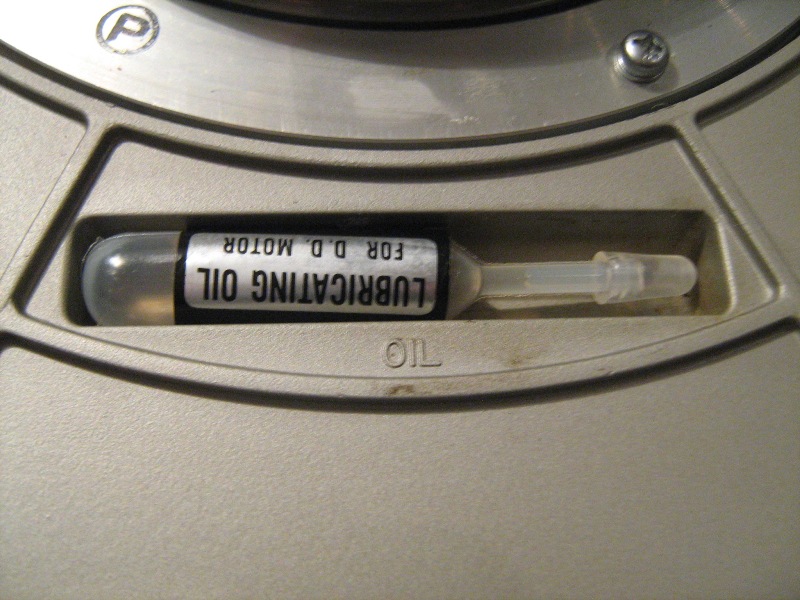 P
LUBRICATING OIL
FOR D.D. MOTOR
OIL